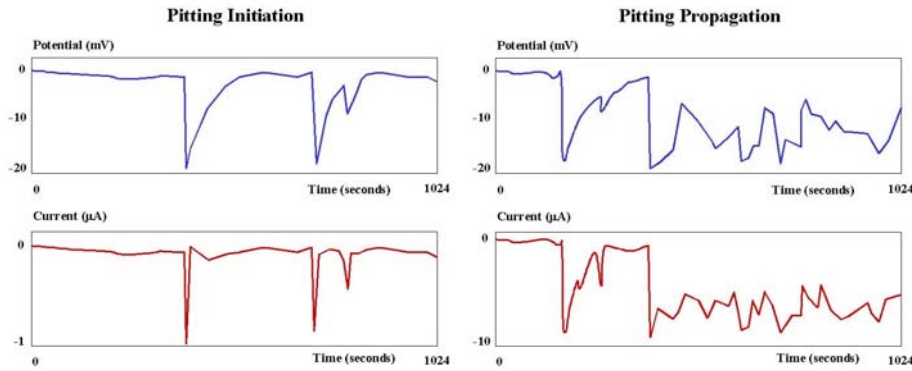 Pitting Initiation
Potential (mV)
0
-10
-20
0
Time (seconds)
1024
Current (μA)
0
-1
0
Time (seconds)
1024
Pitting Propagation
Potential (mV)
0
-10
-20
0
Time (seconds)
1024
Current (μA)
0
-10
0
Time (seconds)
1024